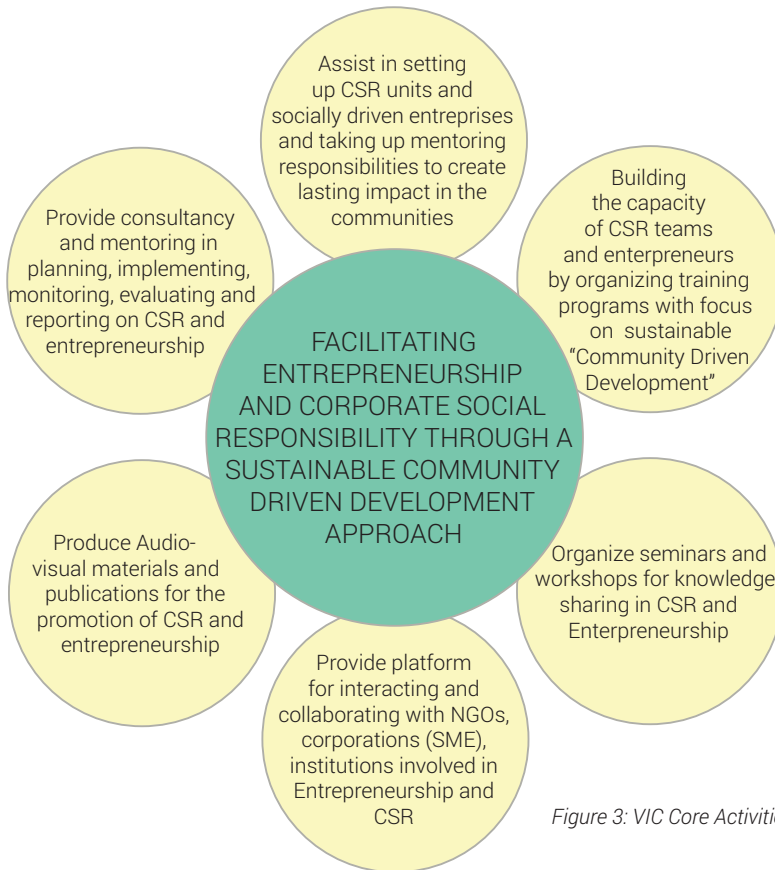 Assist in setting
up CSR units and
socially driven entreprises
and taking up mentoring
responsibilities to create
lasting impact in the
communities
Building
the capacity
of CSR teams
and enterpreneurs
by organizing training
programs with focus
on sustainable
“Community Driven
Development”
Provide consultancy
and mentoring in
planning, implementing,
monitoring, evaluating and
reporting on CSR and
entrepreneurship
FACILITATING
ENTREPRENEURSHIP
AND CORPORATE SOCIAL
RESPONSIBILITY THROUGH A
SUSTAINABLE COMMUNITY
DRIVEN DEVELOPMENT
APPROACH
Produce Audio-
visual materials and
publications for the
promotion of CSR and
entrepreneurship
Organize seminars and
workshops for knowledge
sharing in CSR and
Enterpreneurship
Provide platform
for interacting and
collaborating with NGOs,
corporations (SME),
institutions involved in
Entrepreneurship and
CSR
Figure 3: VIC Core